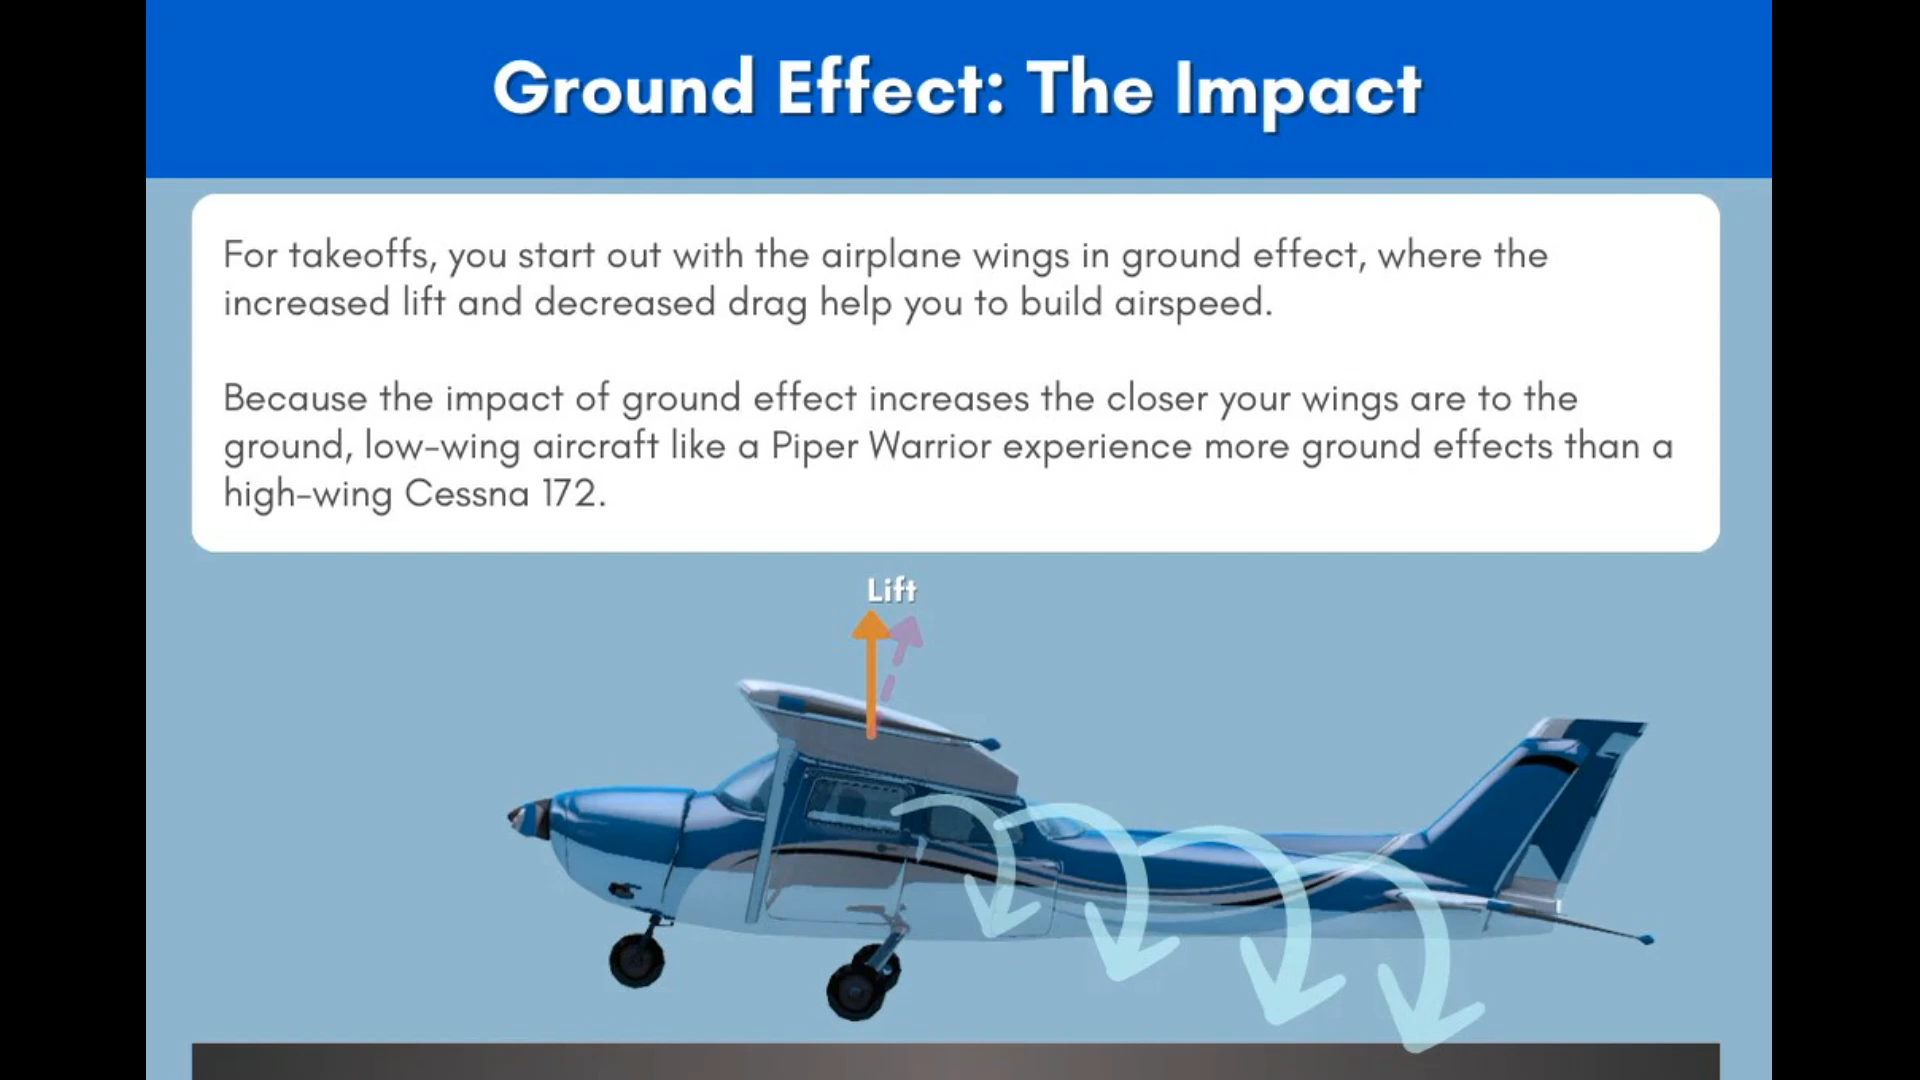 Ground Effect: The Impact
For takeoffs, you start out with the airplane wings in ground effect, where the
increased lift and decreased drag help you to build airspeed.
Because the impact of ground effect increases the closer your wings are to the
ground, low-wing aircraft like a Piper Warrior experience more ground effects than a
high-wing Cessna 172.
Lift